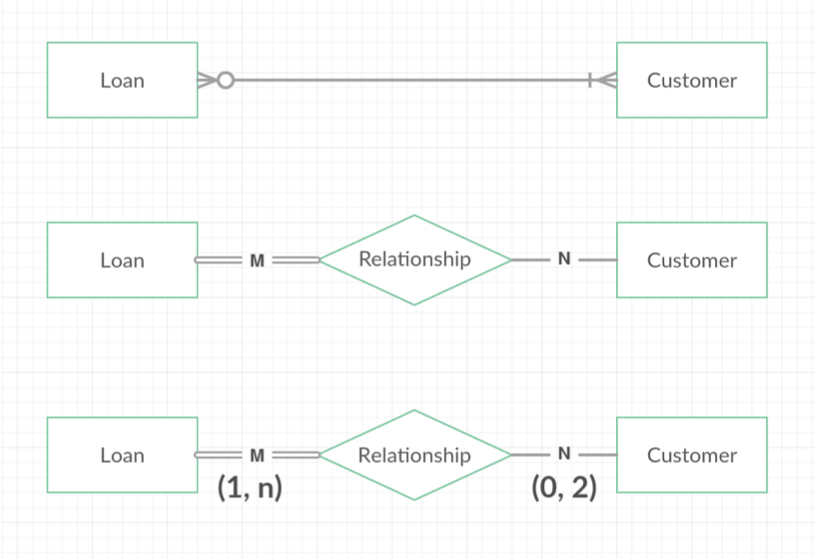 Loan Customer
Loan M Relationship N Customer
Loan M Relationship N Customer
(1, n) (0, 2)